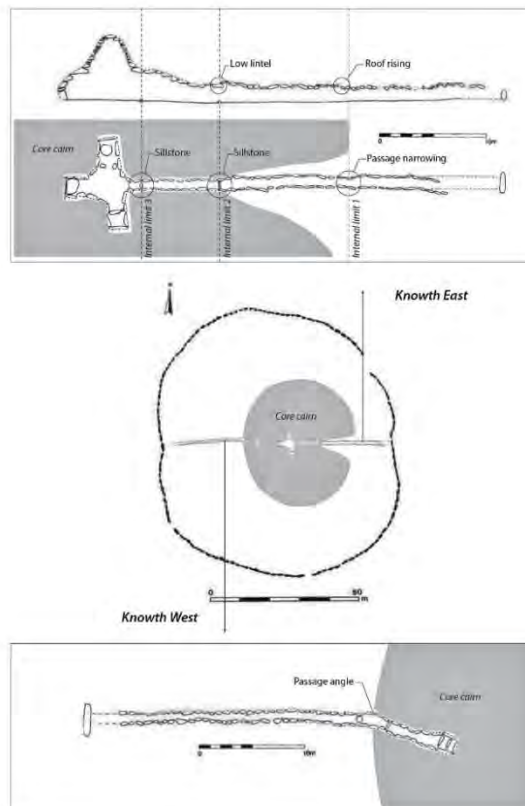 Low lintel
Roof rising
Core cairn
Sillstone
Sillstone
Passage narrowing
Internal limit 3
Internal limit 2
Internal limit 1
0
10m
Knowth East
Core cairn
0
m
Knowth West
Passage angle
Core cairn
0
10m